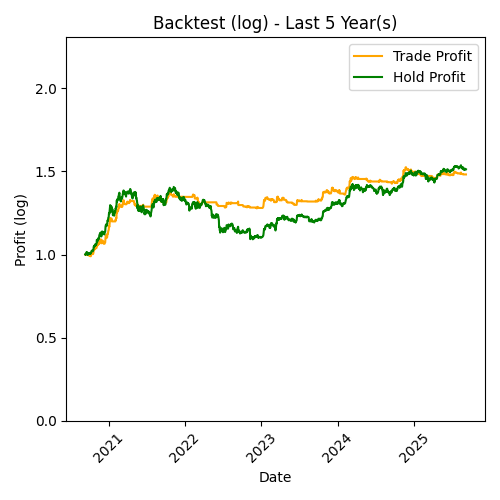 Backtest (log) - Last 5 Year(s)
Trade Profit
Hold Profit
Profit (log)
2.0
1.5
1.0
0.5
0.0
2021
2022
2023
2024
2025
Date